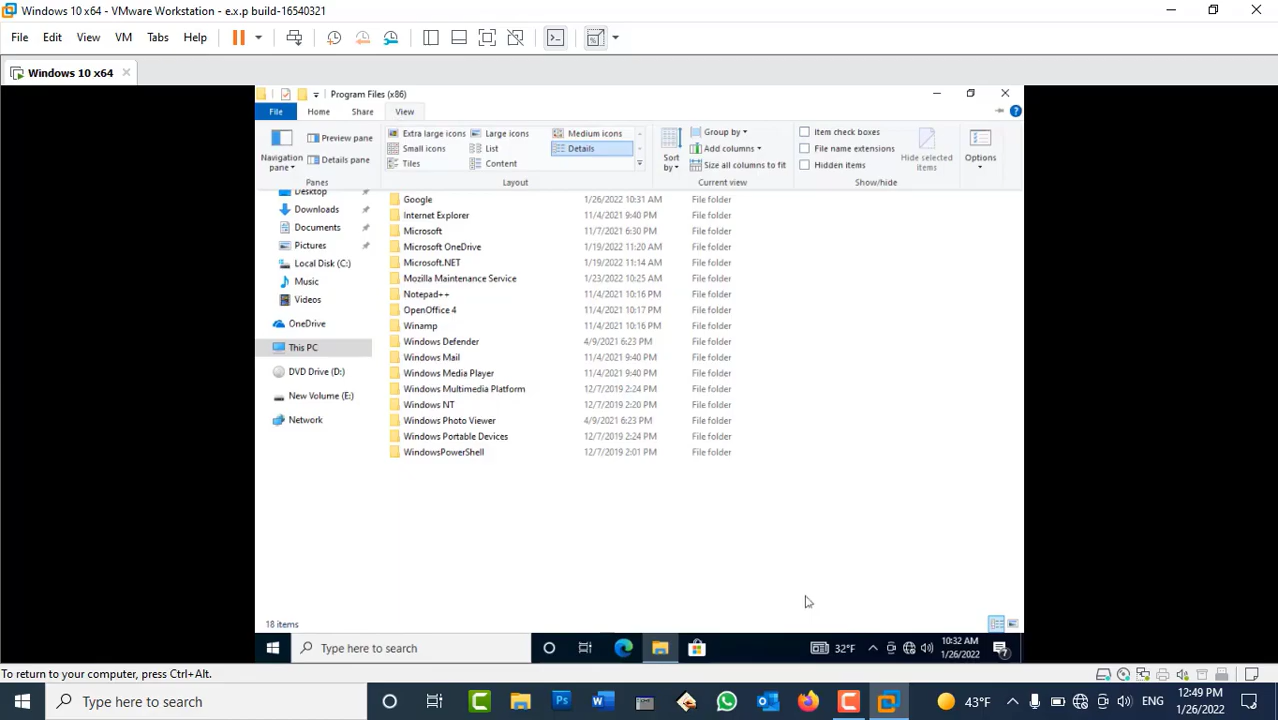 Windows 10 x64 - VMware Workstation - e.x.p build-16540321
File Edit View VM Tabs Help
Windows 10 x64
Program Files (x86)
File Home Share View
Navigation pane
Preview pane
Details pane
Panes
Extra large icons Large icons Medium icons
Small icons List Details
Tiles Content
Layout
Sort by
Group by
Add columns
Size all columns to fit
Current view
Item check boxes
File name extensions
Hidden items
Hide selected items
Show/hide
Options
Desktop
Downloads
Documents
Pictures
Local Disk (C:)
Music
Videos
OneDrive
This PC
DVD Drive (D:)
New Volume (E:)
Network
Google 1/26/2022 10:31 AM File folder
Internet Explorer 11/4/2021 9:40 PM File folder
Microsoft 11/7/2021 6:30 PM File folder
Microsoft OneDrive 1/19/2022 11:20 AM File folder
Microsoft.NET 1/19/2022 11:14 AM File folder
Mozilla Maintenance Service 1/23/2022 10:25 AM File folder
Notepad++ 11/4/2021 10:16 PM File folder
OpenOffice 4 11/4/2021 10:17 PM File folder
Winamp 11/4/2021 10:16 PM File folder
Windows Defender 4/9/2021 6:23 PM File folder
Windows Mail 11/4/2021 9:40 PM File folder
Windows Media Player 11/4/2021 9:40 PM File folder
Windows Multimedia Platform 12/7/2019 2:24 PM File folder
Windows NT 12/7/2019 2:20 PM File folder
Windows Photo Viewer 4/9/2021 6:23 PM File folder
Windows Portable Devices 12/7/2019 2:24 PM File folder
WindowsPowerShell 12/7/2019 2:01 PM File folder
18 items
Type here to search
32°F
10:32 AM
1/26/2022
7
To return to your computer, press Ctrl+Alt.
Type here to search
Ps
43°F
ENG
12:49 PM
1/26/2022